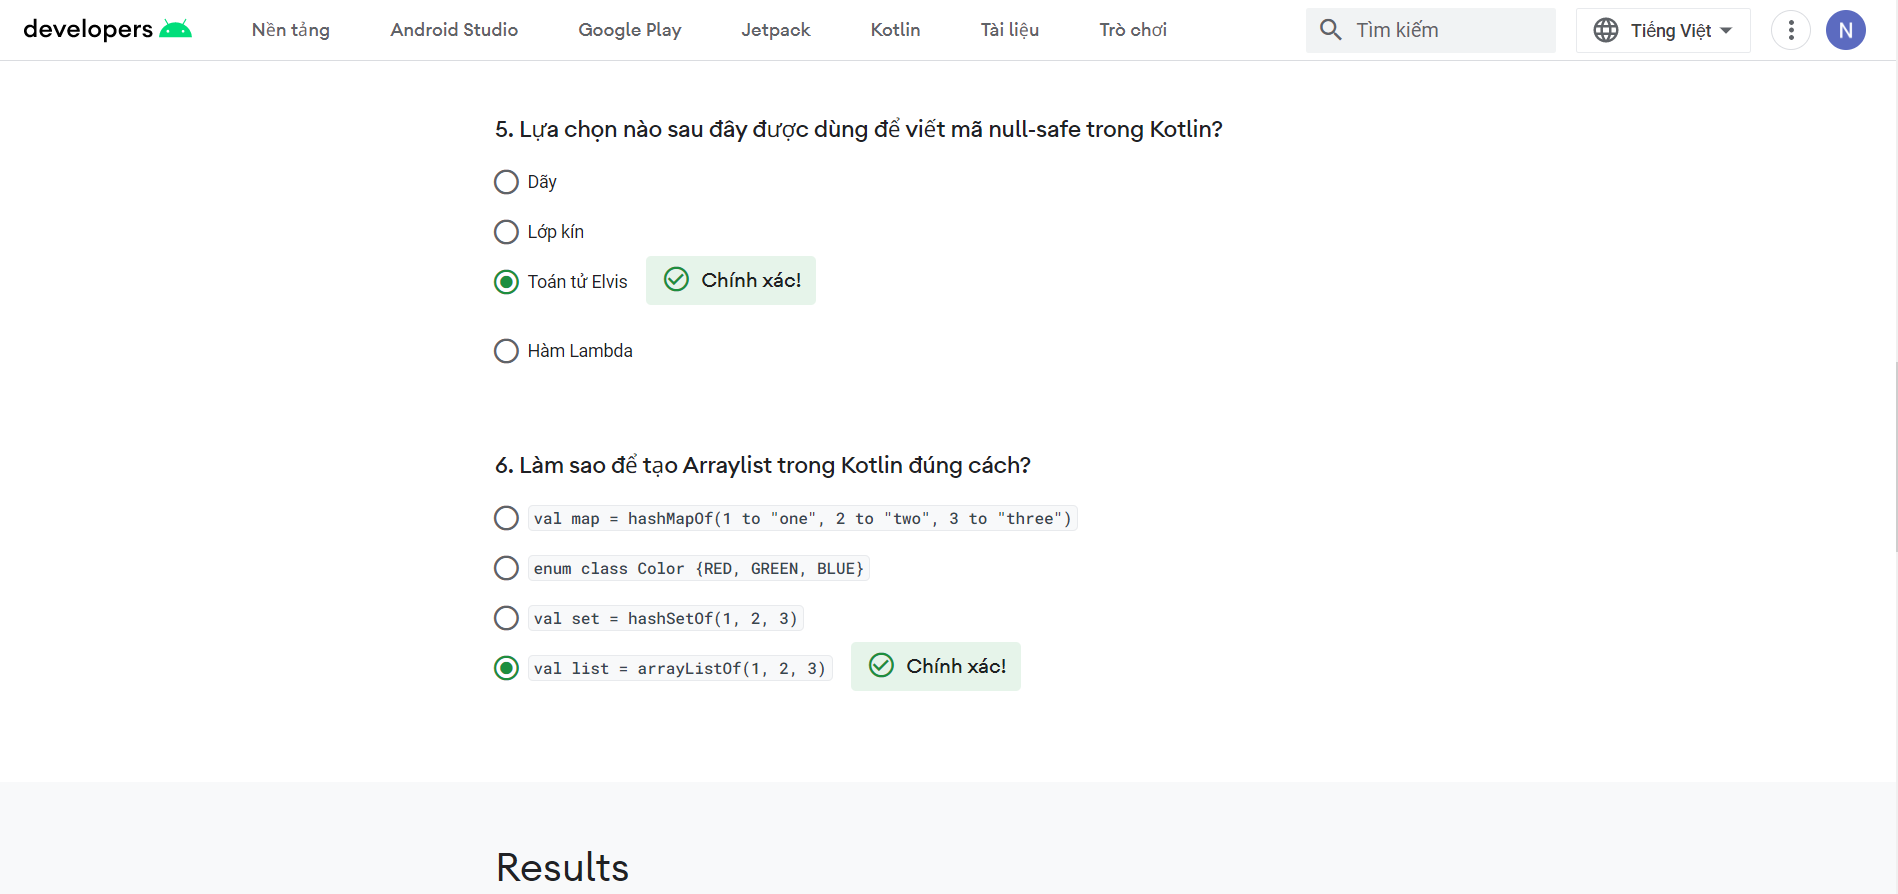 developers Nền tảng Android Studio Google Play Jetpack Kotlin Tài liệu Trò chơi Tìm kiếm Tiếng Việt N
5. Lựa chọn nào sau đây được dùng để viết mã null-safe trong Kotlin?
Dãy
Lớp kín
Toán tử Elvis Chính xác!
Hàm Lambda
6. Làm sao để tạo Arraylist trong Kotlin đúng cách?
val map = hashMapOf(1 to "one", 2 to "two", 3 to "three")
enum class Color {RED, GREEN, BLUE}
val set = hashSetOf(1, 2, 3)
val list = arrayListOf(1, 2, 3) Chính xác!
Results